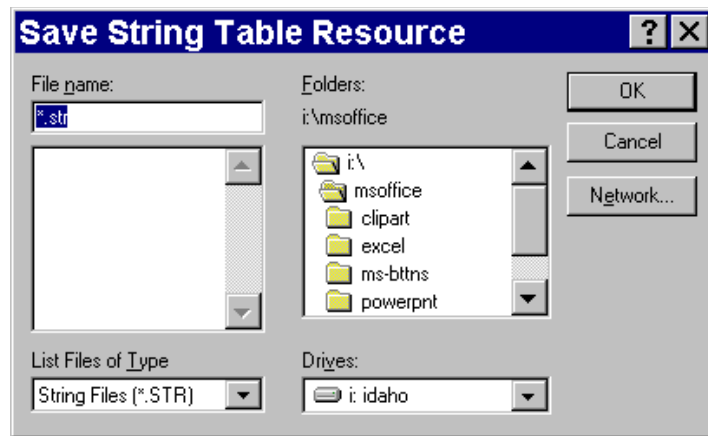 Save String Table Resource
File name:
*.str
Folders:
i:\msoffice
i:\
msoffice
clipart
excel
ms-bttns
powerpnt
OK
Cancel
Network...
List Files of Type
String Files (*.STR)
Drives:
i: idaho